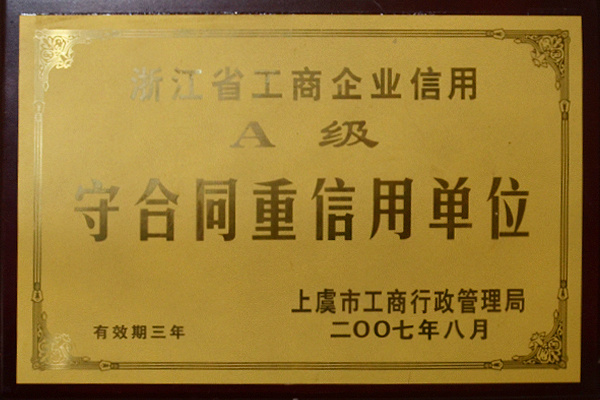 浙江省工商企业信用
A 级
守合同重信用单位
上虞市工商行政管理局
有效期三年
二〇〇七年八月